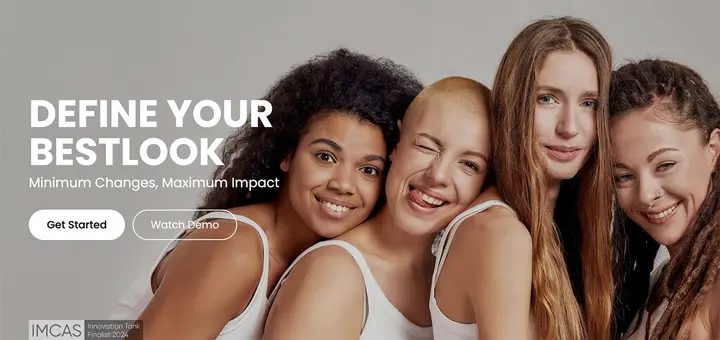 DEFINE YOUR
BESTLOOK
Minimum Changes, Maximum Impact
Get Started
Watch Demo
IMCAS
Innovation Tank
Finalist 2024